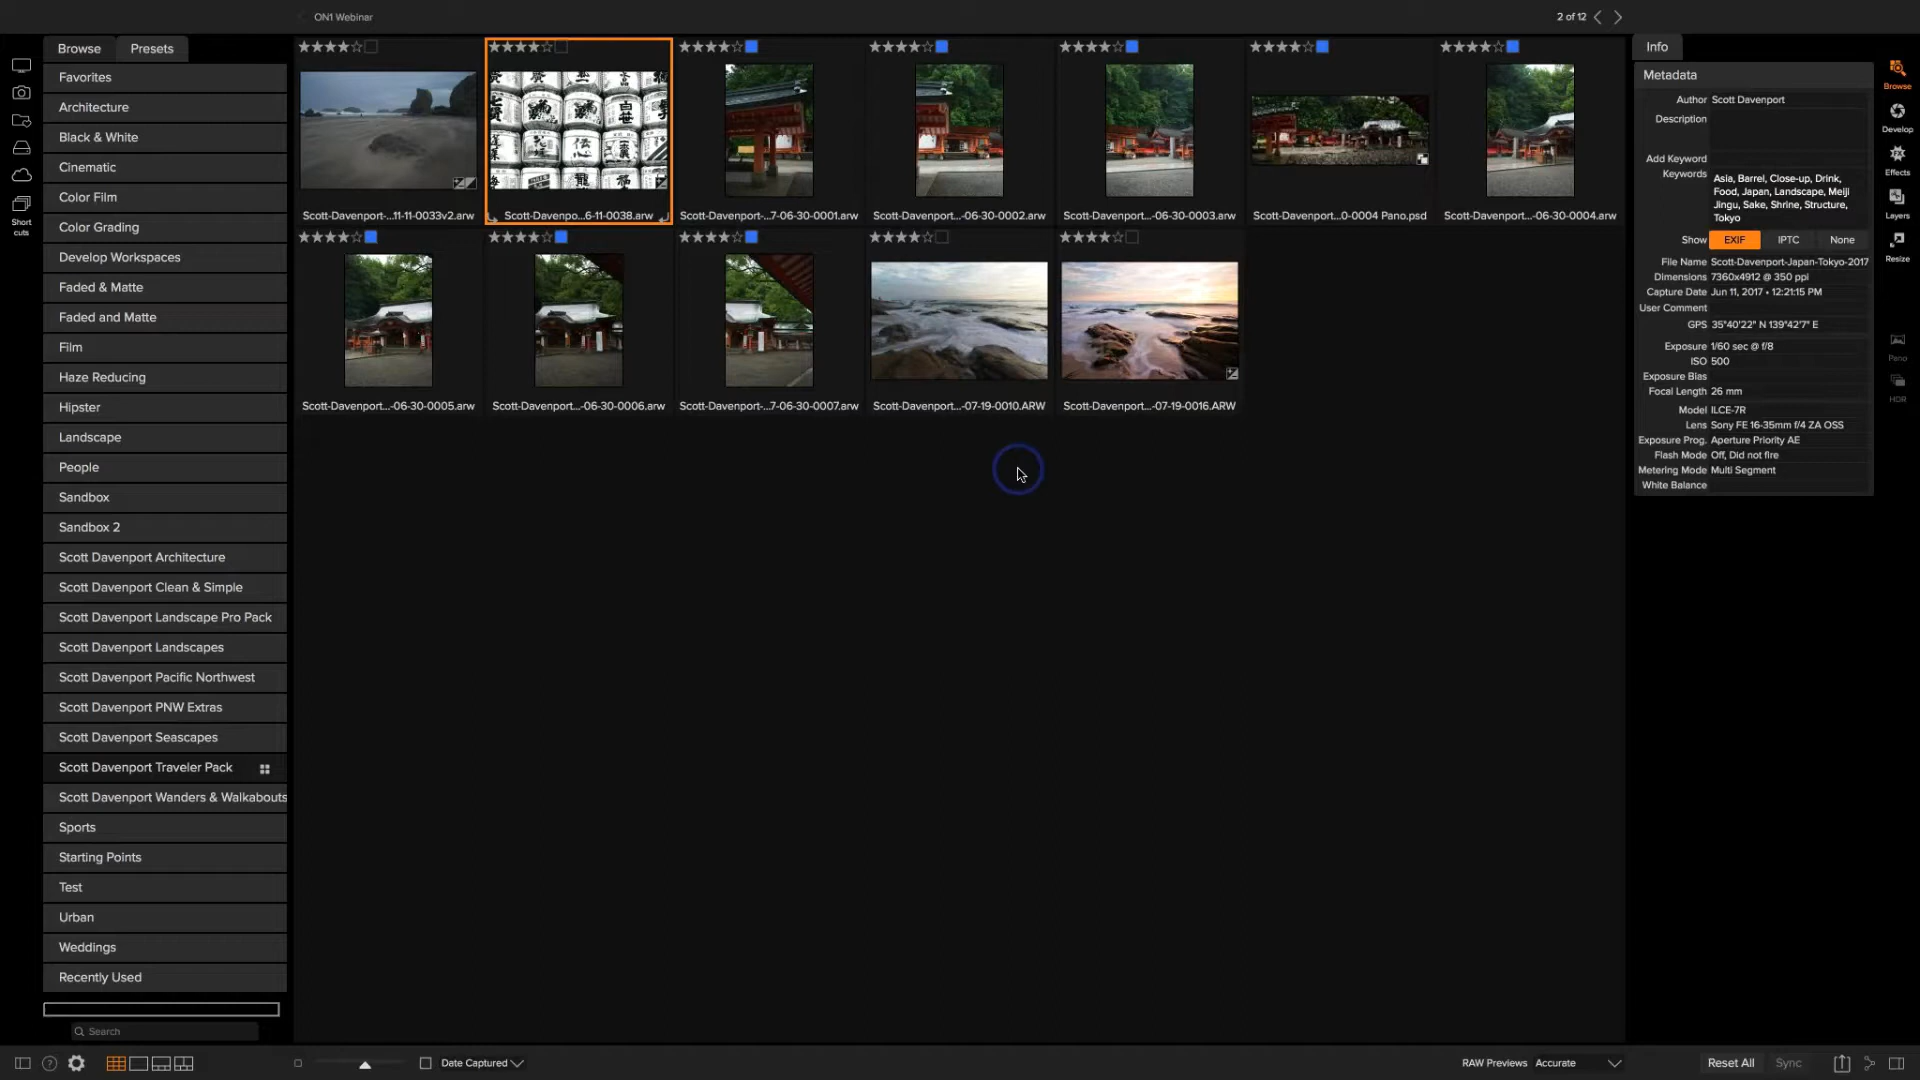 ON1 Webinar
2 of 12
Browse
Presets
Info
Favorites
Architecture
Black & White
Cinematic
Color Film
Color Grading
Develop Workspaces
Faded & Matte
Faded and Matte
Film
Haze Reducing
Hipster
Landscape
People
Sandbox
Sandbox 2
Scott Davenport Architecture
Scott Davenport Clean & Simple
Scott Davenport Landscape Pro Pack
Scott Davenport Landscapes
Scott Davenport Pacific Northwest
Scott Davenport PNW Extras
Scott Davenport Seascapes
Scott Davenport Traveler Pack
Scott Davenport Wanders & Walkabouts
Sports
Starting Points
Test
Urban
Weddings
Recently Used
Search
Short
cuts
Scott-Davenport-...11-11-0033v2.arw
Scott-Davenpo...6-11-0038.arw
Scott-Davenport-...7-06-30-0001.arw
Scott-Davenport...-06-30-0002.arw
Scott-Davenport...-06-30-0003.arw
Scott-Davenport...0-0004 Pano.psd
Scott-Davenport...-06-30-0004.arw
Scott-Davenport...-06-30-0005.arw
Scott-Davenport...-06-30-0006.arw
Scott-Davenport-...7-06-30-0007.arw
Scott-Davenport...-07-19-0010.ARW
Scott-Davenport...-07-19-0016.ARW
Metadata
Author Scott Davenport
Description
Add Keyword
Keywords Asia, Barrel, Close-up, Drink,
Food, Japan, Landscape, Meiji
Jingu, Sake, Shrine, Structure,
Tokyo
Show EXIF IPTC None
File Name Scott-Davenport-Japan-Tokyo-2017
Dimensions 7360x4912 @ 350 ppi
Capture Date Jun 11, 2017 • 12:21:15 PM
User Comment
GPS 35°40'22" N 139°42'7" E
Exposure 1/60 sec @ f/8
ISO 500
Exposure Bias
Focal Length 26 mm
Model ILCE-7R
Lens Sony FE 16-35mm f/4 ZA OSS
Exposure Prog. Aperture Priority AE
Flash Mode Off, Did not fire
Metering Mode Multi Segment
White Balance
Browse
Develop
Effects
Layers
Resize
Pano
HDR
Date Captured
RAW Previews Accurate
Reset All
Sync